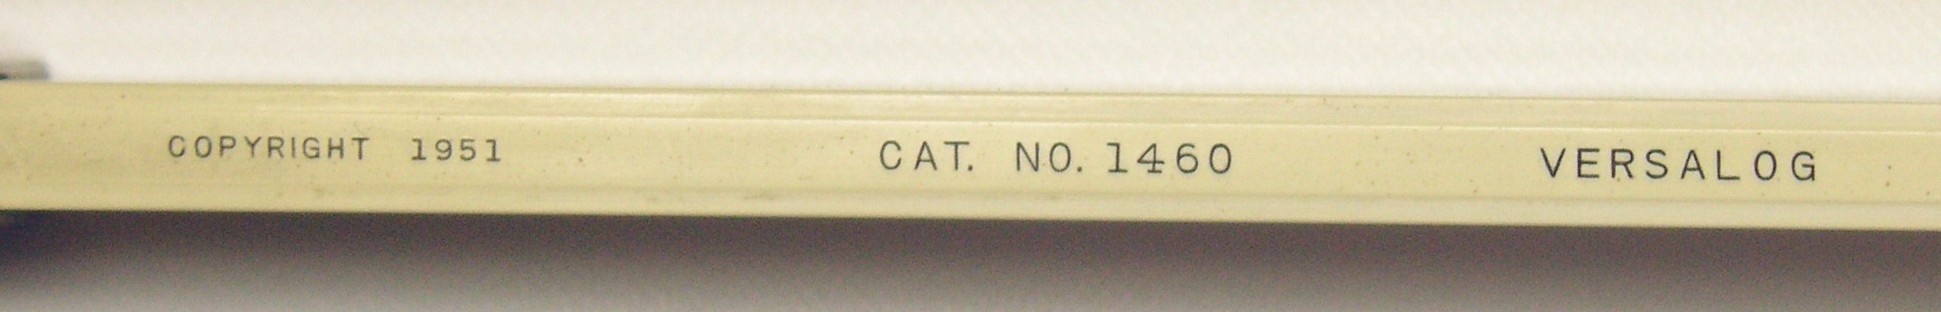 COPYRIGHT 1951 CAT. NO. 1460 VERSALOG